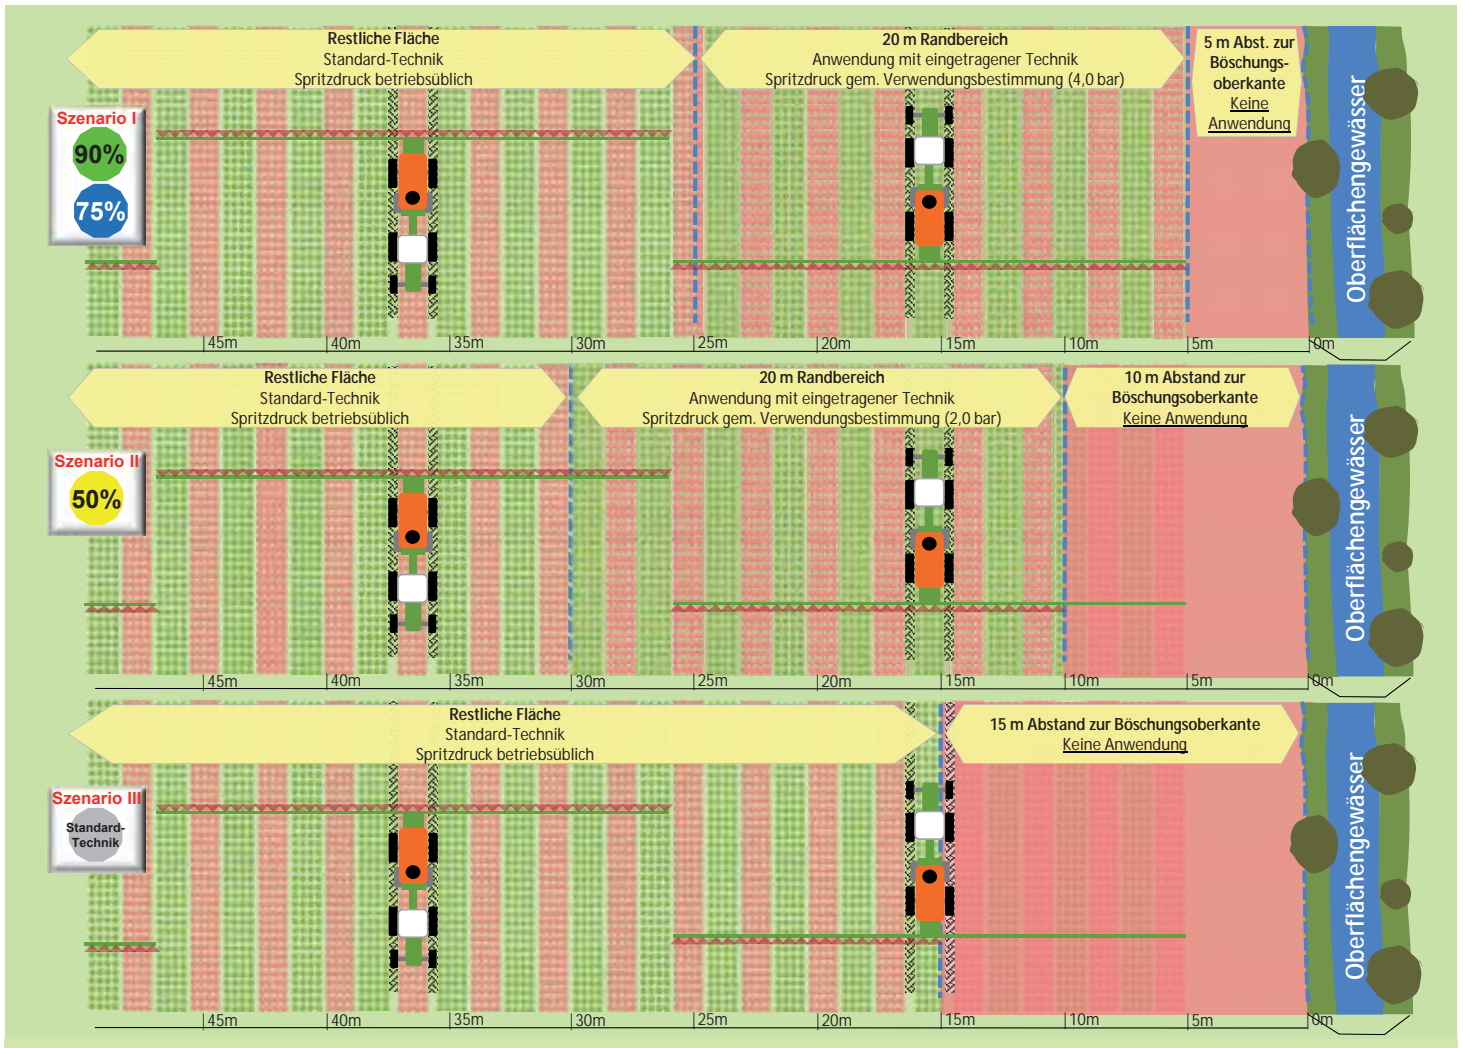 Restliche Fläche
Standard-Technik
Spritzdruck betriebsüblich
20 m Randbereich
Anwendung mit eingetragener Technik
Spritzdruck gem. Verwendungsbestimmung (4,0 bar)
5 m Abst. zur
Böschungs-
oberkante
Keine
Anwendung
Szenario I
90%
75%
Oberflächengewässer
45m
40m
35m
30m
25m
20m
15m
10m
5m
0m
Restliche Fläche
Standard-Technik
Spritzdruck betriebsüblich
20 m Randbereich
Anwendung mit eingetragener Technik
Spritzdruck gem. Verwendungsbestimmung (2,0 bar)
10 m Abstand zur
Böschungsoberkante
Keine Anwendung
Szenario II
50%
Oberflächengewässer
45m
40m
35m
30m
25m
20m
15m
10m
5m
0m
Restliche Fläche
Standard-Technik
Spritzdruck betriebsüblich
15 m Abstand zur Böschungsoberkante
Keine Anwendung
Szenario III
Standard-
Technik
Oberflächengewässer
45m
40m
35m
30m
25m
20m
15m
10m
5m
0m